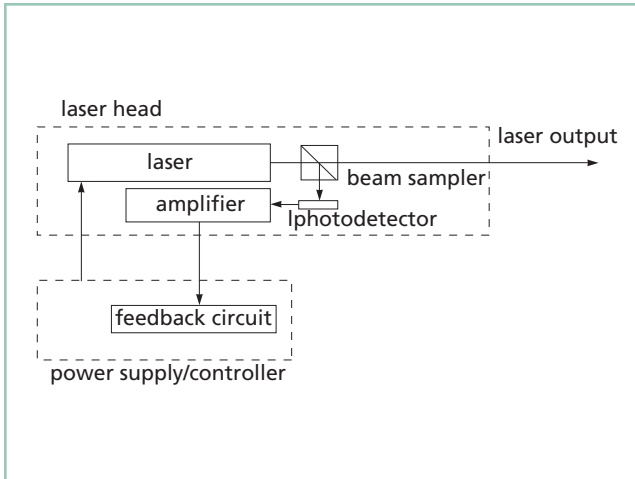 laser head
laser output
laser
beam sampler
amplifier
lphotodetector
feedback circuit
power supply/controller